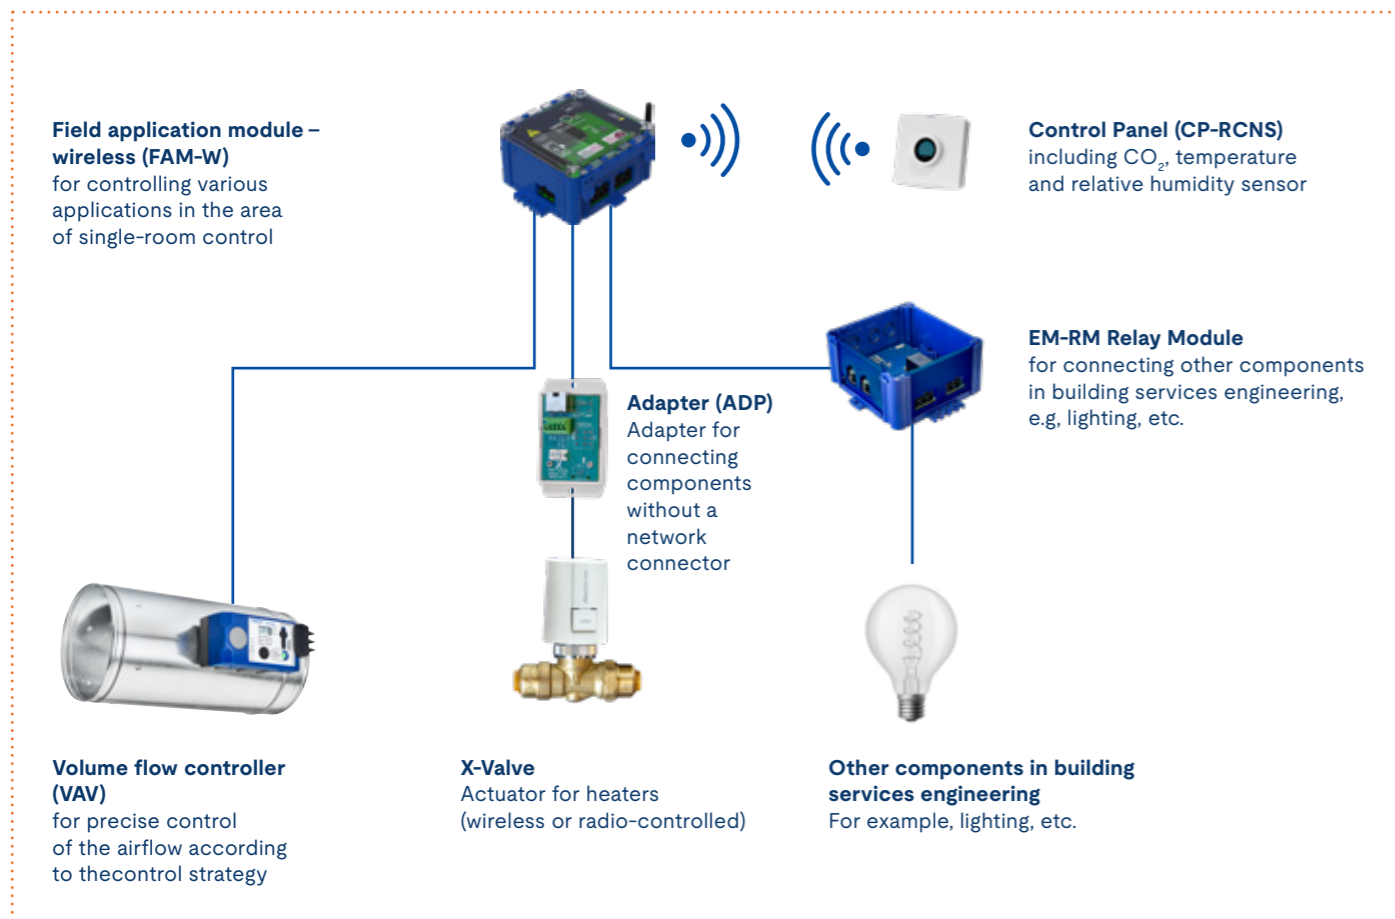 Field application module –
wireless (FAM-W)
for controlling various
applications in the area
of single-room control
Control Panel (CP-RCNS)
including CO₂, temperature
and relative humidity sensor
EM-RM Relay Module
for connecting other components
in building services engineering,
e.g, lighting, etc.
Adapter (ADP)
Adapter for
connecting
components
without a
network
connector
Volume flow controller
(VAV)
for precise control
of the airflow according
to thecontrol strategy
X-Valve
Actuator for heaters
(wireless or radio-controlled)
Other components in building
services engineering
For example, lighting, etc.